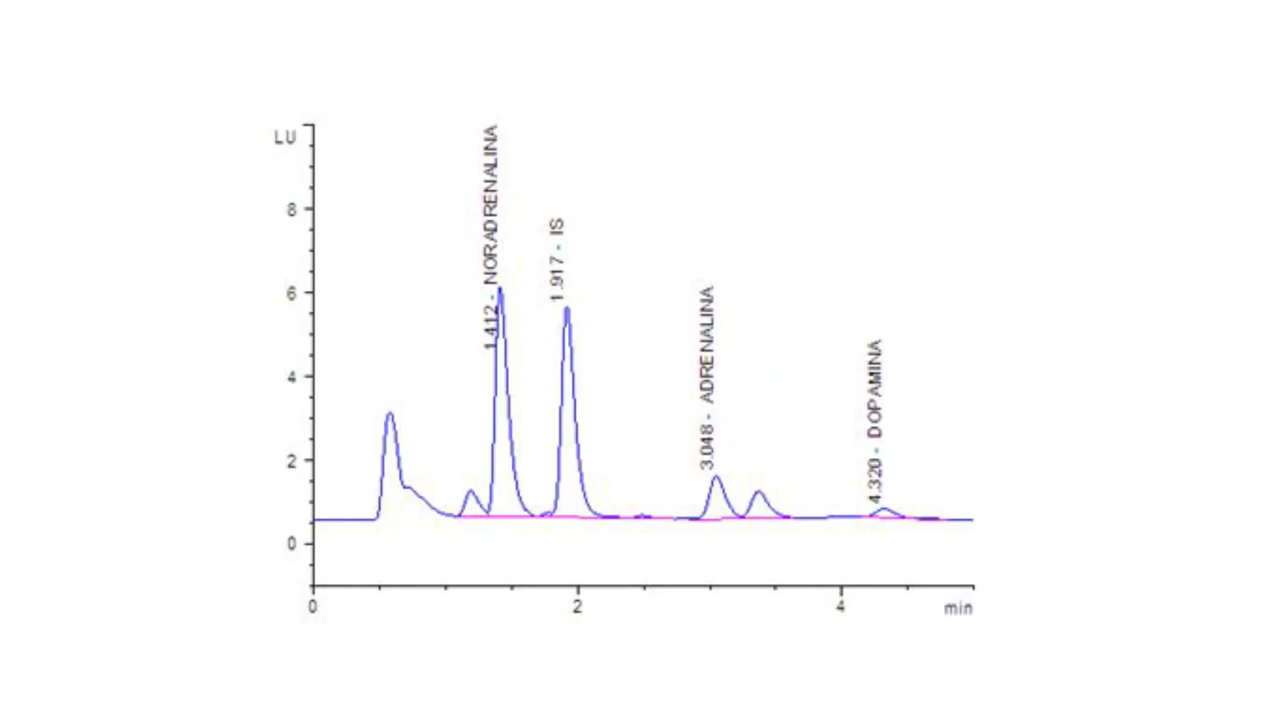 LU
8
6
4
2
0
1.412 - NORADRENALINA
1.917 - IS
3.048 - ADRENALINA
4.320 - DOPAMINA
0 2 4 min